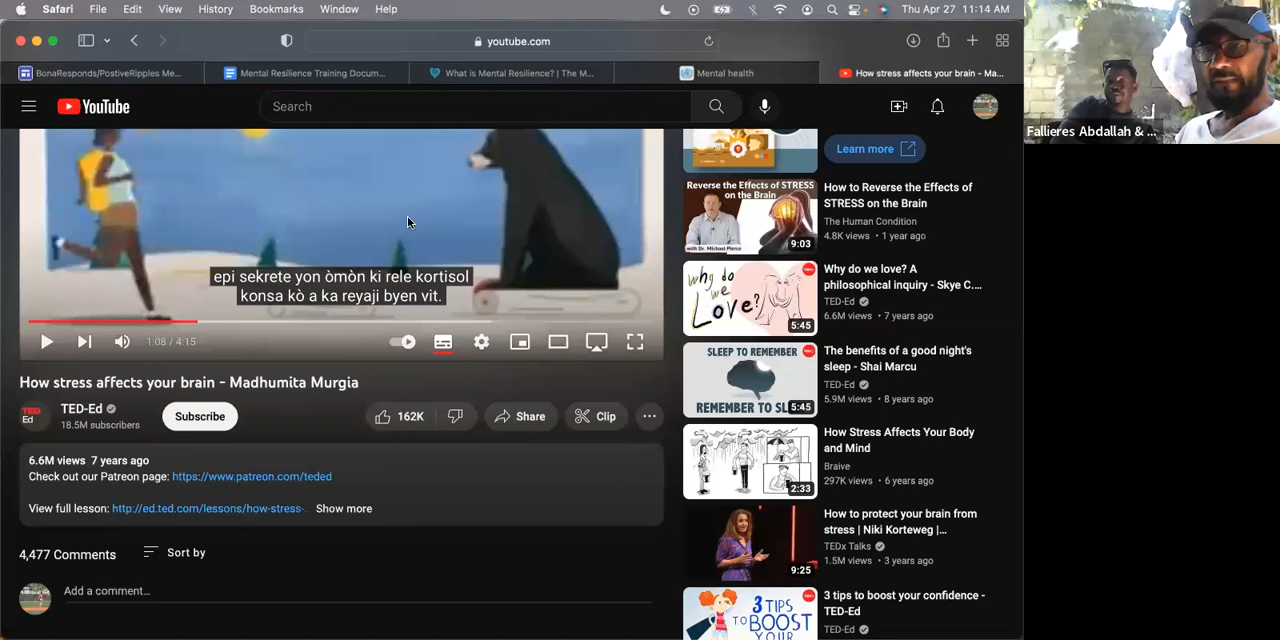 Safari File Edit View History Bookmarks Window Help Thu Apr 27 11:14 AM
youtube.com
BonaResponds/PostiveRipples Me...
Mental Resilience Training Docum...
What is Mental Resilience? | The M...
Mental health
How stress affects your brain - Ma...
YouTube
Search
Fallieres Abdallah & ...
epi sekrete yon òmòn ki rele kortisol
konsa kò a ka reyaji byen vit.
1:08 / 4:15
How stress affects your brain - Madhumita Murgia
TED Ed
TED-Ed
18.5M subscribers
Subscribe
162K
Share
Clip
6.6M views 7 years ago
Check out our Patreon page: https://www.patreon.com/teded
View full lesson: http://ed.ted.com/lessons/how-stress-... Show more
4,477 Comments
Sort by
Add a comment...
Learn more
Reverse the Effects of STRESS
on the Brain
with Dr. Michael Pierce
9:03
How to Reverse the Effects of
STRESS on the Brain
The Human Condition
4.8K views • 1 year ago
why do
we
Love?
5:45
Why do we love? A
philosophical inquiry - Skye C....
TED-Ed
6.6M views • 7 years ago
SLEEP TO REMEMBER
REMEMBER TO SL
5:45
The benefits of a good night's
sleep - Shai Marcu
TED-Ed
5.9M views • 8 years ago
2:33
How Stress Affects Your Body
and Mind
Braive
297K views • 6 years ago
9:25
How to protect your brain from
stress | Niki Korteweg |...
TEDx Talks
1.5M views • 3 years ago
3 TIPS
TO BOOST
YOUR
3 tips to boost your confidence -
TED-Ed
TED-Ed